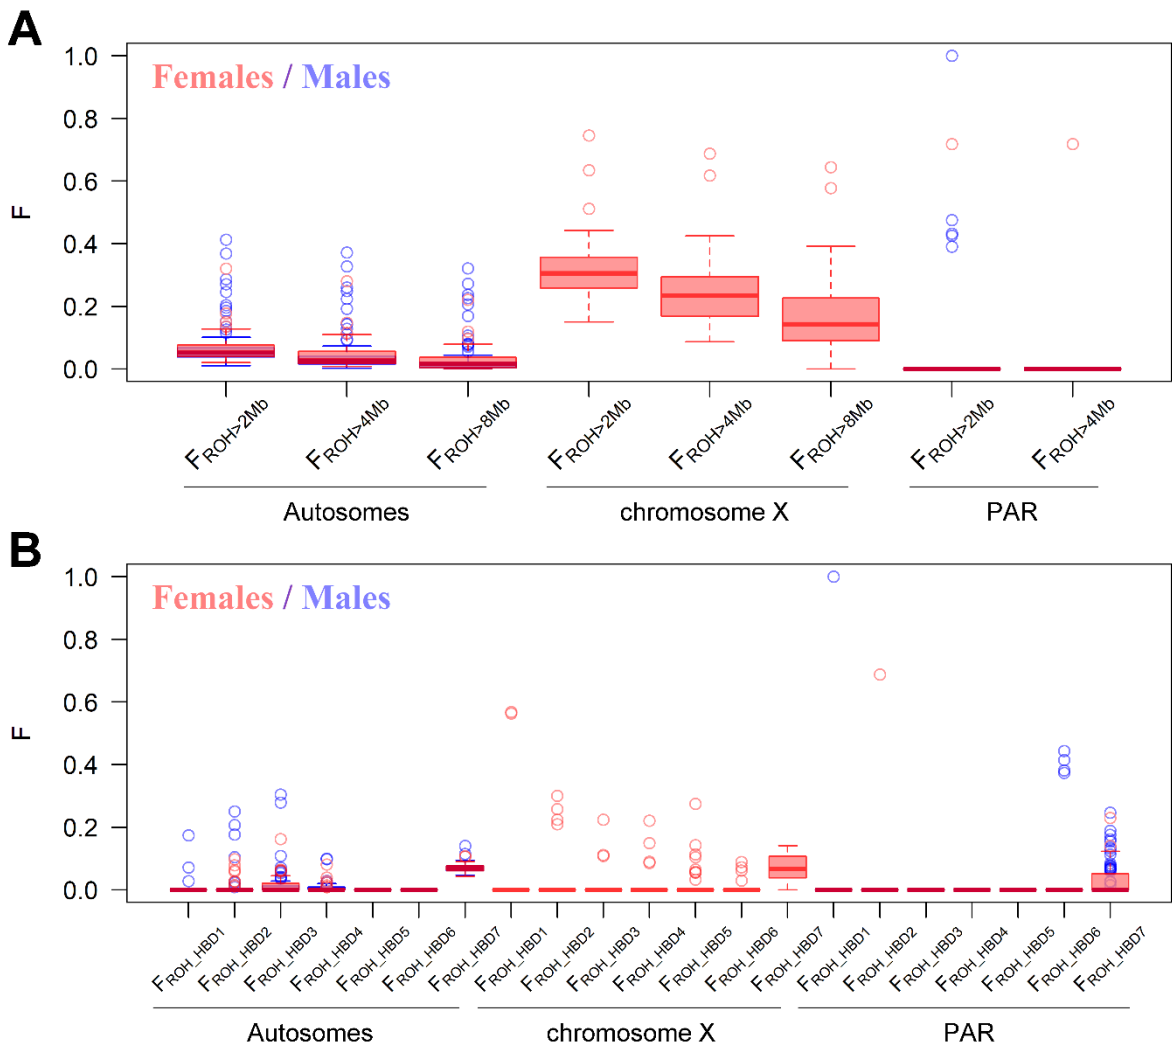 A
Females / Males
1.0
0.8
0.6
0.4
0.2
0.0
F
FROH>2Mb
FROH>4Mb
FROH>8Mb
FROH>2Mb
FROH>4Mb
FROH>8Mb
FROH>2Mb
FROH>4Mb
Autosomes
chromosome X
PAR
B
Females / Males
1.0
0.8
0.6
0.4
0.2
0.0
F
FROH_HBD1
FROH_HBD2
FROH_HBD3
FROH_HBD4
FROH_HBD5
FROH_HBD6
FROH_HBD7
FROH_HBD1
FROH_HBD2
FROH_HBD3
FROH_HBD4
FROH_HBD5
FROH_HBD6
FROH_HBD7
FROH_HBD1
FROH_HBD2
FROH_HBD3
FROH_HBD4
FROH_HBD5
FROH_HBD6
FROH_HBD7
Autosomes
chromosome X
PAR